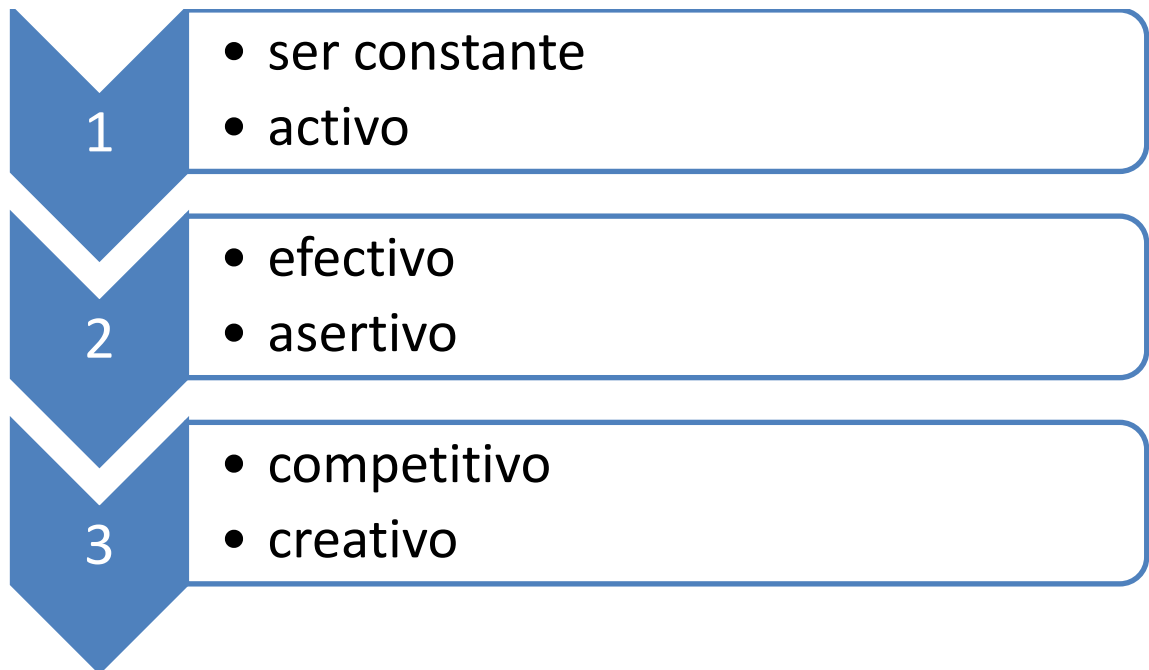 1
• ser constante
• activo
2
• efectivo
• asertivo
3
• competitivo
• creativo